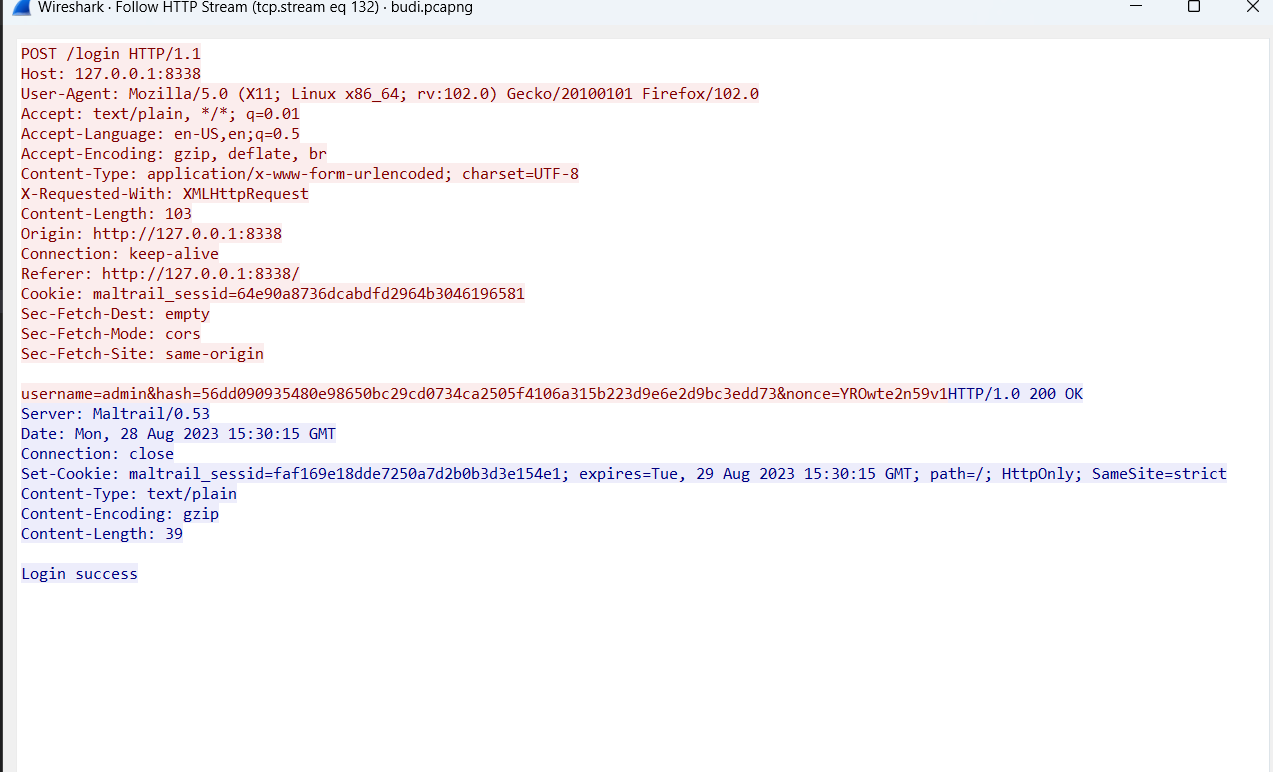 Wireshark · Follow HTTP Stream (tcp.stream eq 132) · budi.pcapng
POST /login HTTP/1.1
Host: 127.0.0.1:8338
User-Agent: Mozilla/5.0 (X11; Linux x86_64; rv:102.0) Gecko/20100101 Firefox/102.0
Accept: text/plain, */*; q=0.01
Accept-Language: en-US,en;q=0.5
Accept-Encoding: gzip, deflate, br
Content-Type: application/x-www-form-urlencoded; charset=UTF-8
X-Requested-With: XMLHttpRequest
Content-Length: 103
Origin: http://127.0.0.1:8338
Connection: keep-alive
Referer: http://127.0.0.1:8338/
Cookie: maltrail_sessid=64e90a8736dcabdfd2964b3046196581
Sec-Fetch-Dest: empty
Sec-Fetch-Mode: cors
Sec-Fetch-Site: same-origin
username=admin&hash=56dd090935480e98650bc29cd0734ca2505f4106a315b223d9e6e2d9bc3edd73&nonce=YROwte2n59v1HTTP/1.0 200 OK
Server: Maltrail/0.53
Date: Mon, 28 Aug 2023 15:30:15 GMT
Connection: close
Set-Cookie: maltrail_sessid=faf169e18dde7250a7d2b0b3d3e154e1; expires=Tue, 29 Aug 2023 15:30:15 GMT; path=/; HttpOnly; SameSite=strict
Content-Type: text/plain
Content-Encoding: gzip
Content-Length: 39
Login success